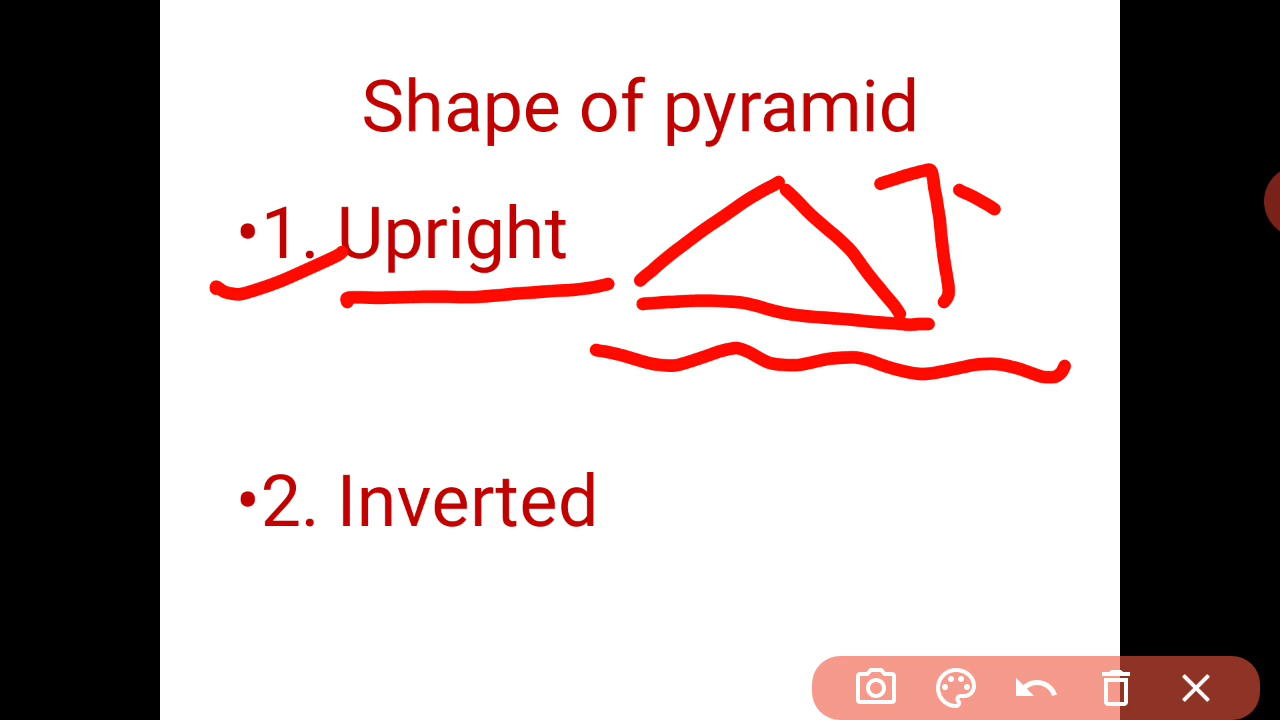 Shape of pyramid
•1. Upright
•2. Inverted